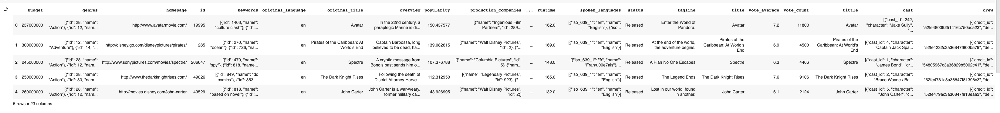 budget genres homepage id keywords original_language original_title overview popularity production_companies ... runtime spoken_languages status tagline title vote_average vote_count tittle cast crew
0 237000000 [{"id": 28, "name": "Action"}, {"id": 12, "nam... http://www.avatarmovie.com/ 19995 [{"id": 1463, "name": "culture clash"}, {"id":... en Avatar In the 22nd century, a paraplegic Marine is di... 150.437577 [{"name": "Ingenious Film Partners", "id": 289... ... 162.0 [{"iso_639_1": "en", "name": "English"}, {"iso... Released Enter the World of Pandora. Avatar 7.2 11800 Avatar [{"cast_id": 242, "character": "Jake Sully", "... [{"credit_id": "52fe48009251416c750aca23", "de...
1 300000000 [{"id": 12, "name": "Adventure"}, {"id": 14, "... http://disney.go.com/disneypictures/pirates/ 285 [{"id": 270, "name": "ocean"}, {"id": 726, "na... en Pirates of the Caribbean: At World's End Captain Barbossa, long believed to be dead, ha... 139.082615 [{"name": "Walt Disney Pictures", "id": 2}, {"... ... 169.0 [{"iso_639_1": "en", "name": "English"}] Released At the end of the world, the adventure begins. Pirates of the Caribbean: At World's End 6.9 4500 Pirates of the Caribbean: At World's End [{"cast_id": 4, "character": "Captain Jack Spa... [{"credit_id": "52fe4232c3a36847f800b579", "de...
2 245000000 [{"id": 28, "name": "Action"}, {"id": 12, "nam... http://www.sonypictures.com/movies/spectre/ 206647 [{"id": 470, "name": "spy"}, {"id": 818, "name... en Spectre A cryptic message from Bond's past sends him o... 107.376788 [{"name": "Columbia Pictures", "id": 5}, {"nam... ... 148.0 [{"iso_639_1": "fr", "name": "Fran\u00e7ais"},... Released A Plan No One Escapes Spectre 6.3 4466 Spectre [{"cast_id": 1, "character": "James Bond", "cr... [{"credit_id": "54805967c3a36829b5002c41", "de...
3 250000000 [{"id": 28, "name": "Action"}, {"id": 80, "nam... http://www.thedarkknightrises.com/ 49026 [{"id": 849, "name": "dc comics"}, {"id": 853,... en The Dark Knight Rises Following the death of District Attorney Harve... 112.312950 [{"name": "Legendary Pictures", "id": 923}, {"... ... 165.0 [{"iso_639_1": "en", "name": "English"}] Released The Legend Ends The Dark Knight Rises 7.6 9106 The Dark Knight Rises [{"cast_id": 2, "character": "Bruce Wayne / Ba... [{"credit_id": "52fe4781c3a36847f81398c3", "de...
4 260000000 [{"id": 28, "name": "Action"}, {"id": 12, "nam... http://movies.disney.com/john-carter 49529 [{"id": 818, "name": "based on novel"}, {"id":... en John Carter John Carter is a war-weary, former military ca... 43.926995 [{"name": "Walt Disney Pictures", "id": 2}] ... 132.0 [{"iso_639_1": "en", "name": "English"}] Released Lost in our world, found in another. John Carter 6.1 2124 John Carter [{"cast_id": 5, "character": "John Carter", "c... [{"credit_id": "52fe479ac3a36847f813eaa3", "de...
5 rows × 23 columns